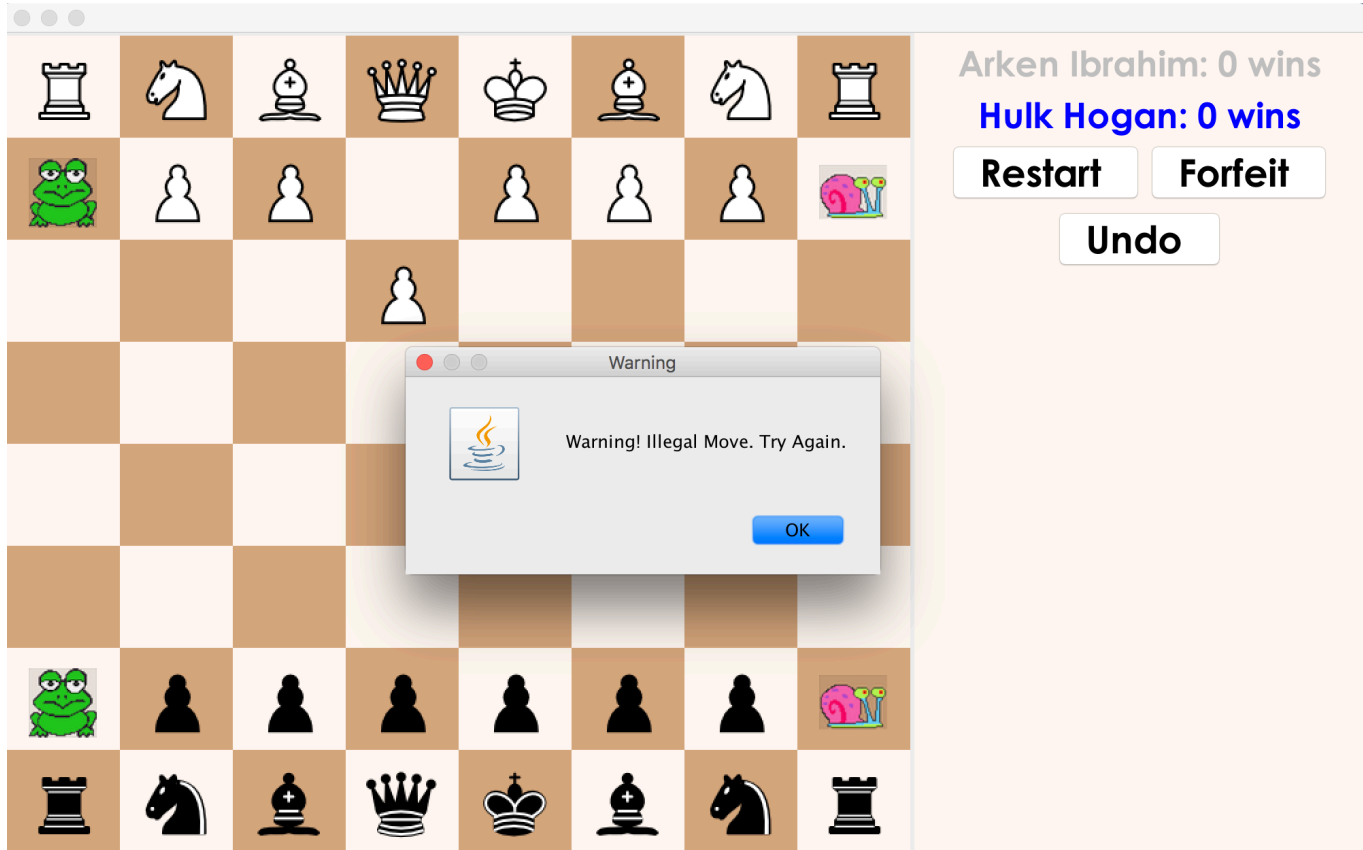 Arken Ibrahim: 0 wins
Hulk Hogan: 0 wins
Restart Forfeit
Undo
Warning
Warning! Illegal Move. Try Again.
OK